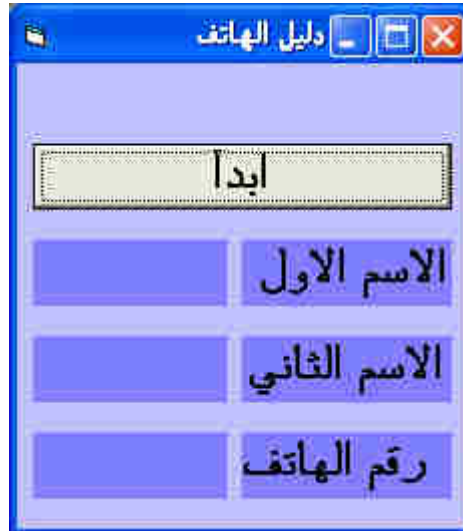 دليل الهاتف
ابدأ
الاسم الاول
الاسم الثاني
رقم الهاتف